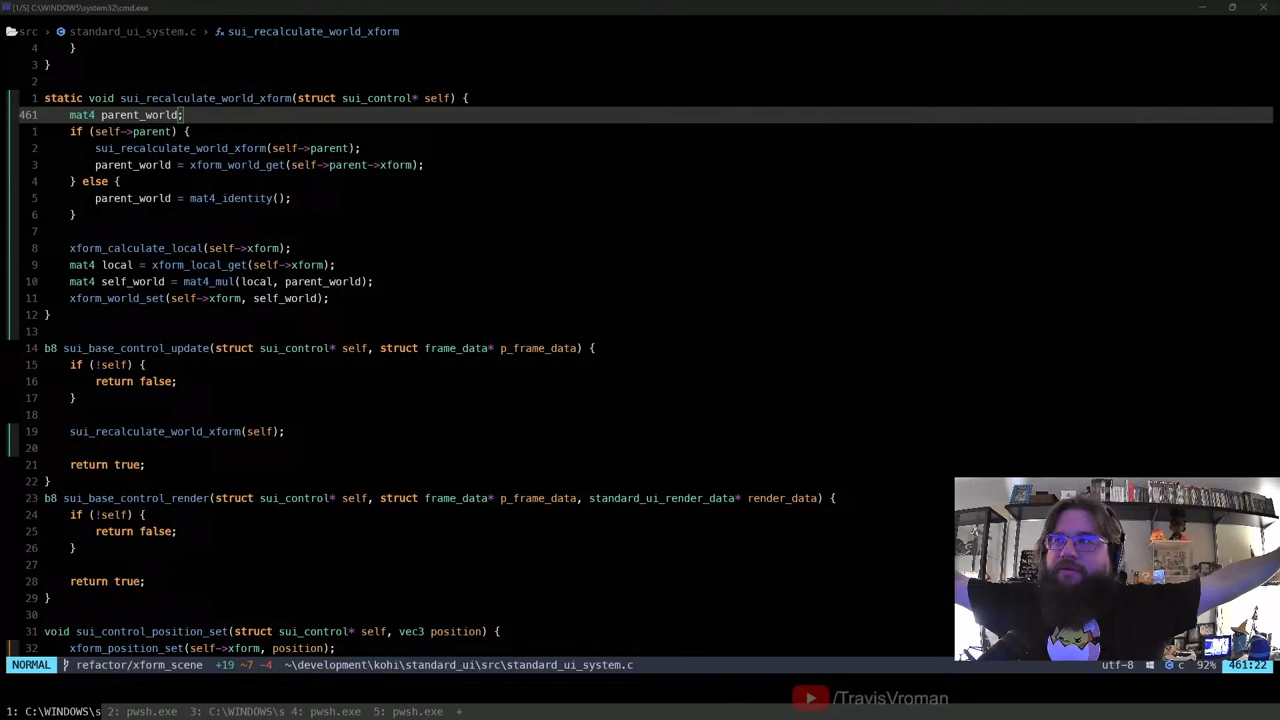 [1/5] C:\WINDOWS\system32\cmd.exe
src › standard_ui_system.c › sui_recalculate_world_xform
4 }
3 }
2
1 static void sui_recalculate_world_xform(struct sui_control* self) {
461 mat4 parent_world;
1 if (self->parent) {
2 sui_recalculate_world_xform(self->parent);
3 parent_world = xform_world_get(self->parent->xform);
4 } else {
5 parent_world = mat4_identity();
6 }
7
8 xform_calculate_local(self->xform);
9 mat4 local = xform_local_get(self->xform);
10 mat4 self_world = mat4_mul(local, parent_world);
11 xform_world_set(self->xform, self_world);
12 }
13
14 b8 sui_base_control_update(struct sui_control* self, struct frame_data* p_frame_data) {
15 if (!self) {
16 return false;
17 }
18
19 sui_recalculate_world_xform(self);
20
21 return true;
22 }
23 b8 sui_base_control_render(struct sui_control* self, struct frame_data* p_frame_data, standard_ui_render_data* render_data) {
24 if (!self) {
25 return false;
26 }
27
28 return true;
29 }
30
31 void sui_control_position_set(struct sui_control* self, vec3 position) {
32 xform_position_set(self->xform, position);
NORMAL refactor/xform_scene +19 ~7 -4 ~\development\kohi\standard_ui\src\standard_ui_system.c utf-8 c 92% 461:22
/TravisVroman
1: C:\WINDOWS\s 2: pwsh.exe 3: C:\WINDOWS\s 4: pwsh.exe 5: pwsh.exe +